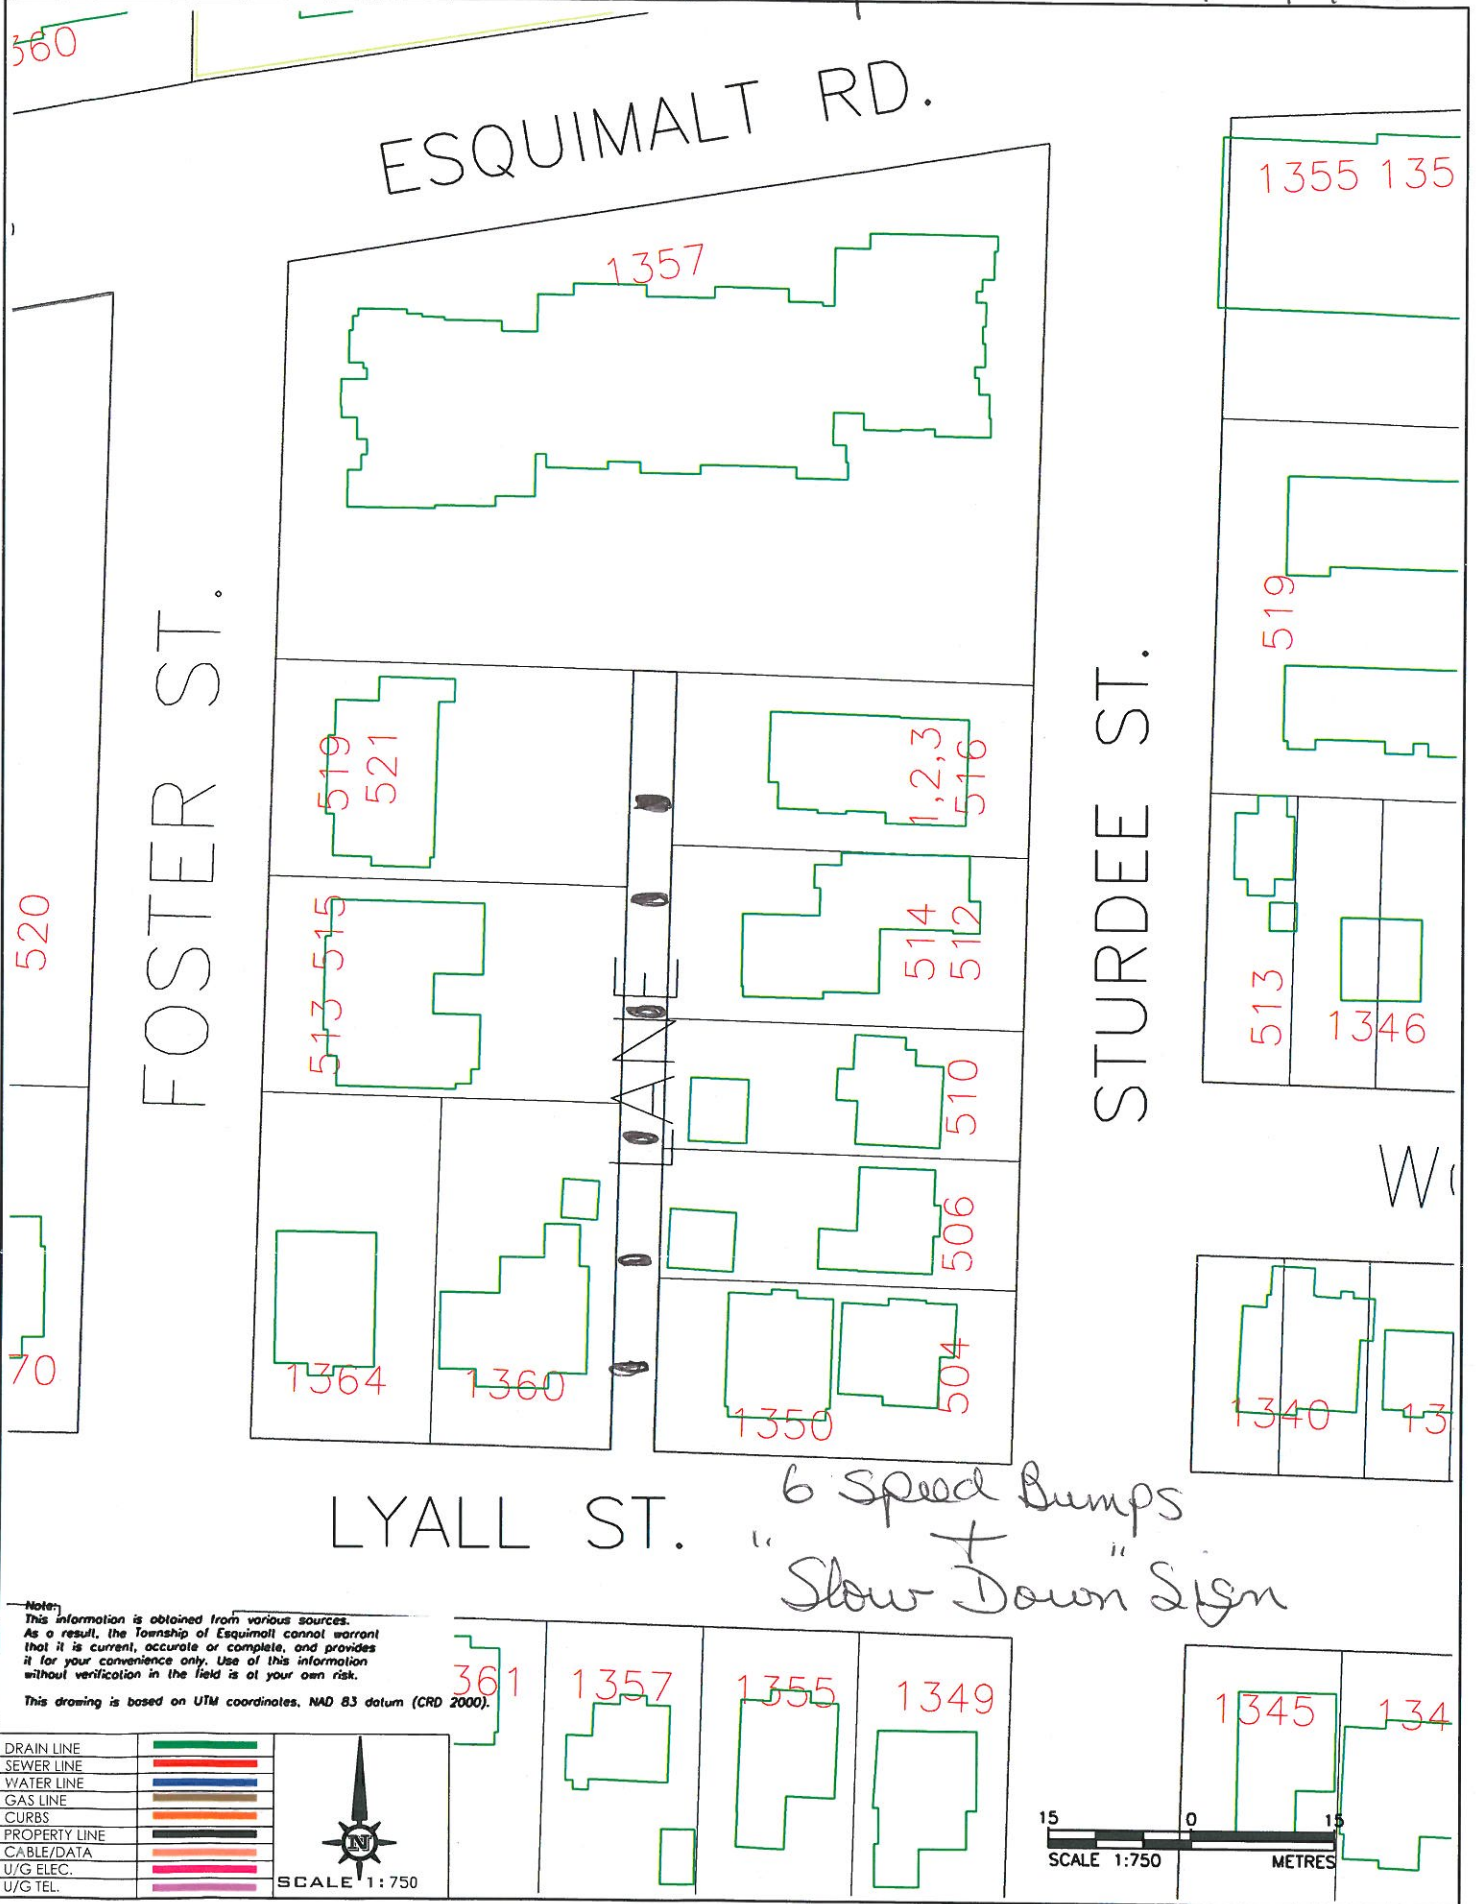 360
ESQUIMALT RD.
1355 135
1357
519
FOSTER ST.
STURDEE ST.
519
521
1,2,3
516
520
513 515
LANE
514
512
513
1346
510
506
W
70
1364
1360
1350
504
1340
13
LYALL ST.
6 Speed Bumps
+
"Slow Down" Sign
Note:
This information is obtained from various sources.
As a result, the Township of Esquimalt cannot warrant
that it is current, accurate or complete, and provides
it for your convenience only. Use of this information
without verification in the field is at your own risk.
This drawing is based on UTM coordinates, NAD 83 datum (CRD 2000).
361
1357
1355
1349
1345
134
DRAIN LINE
SEWER LINE
WATER LINE
GAS LINE
CURBS
PROPERTY LINE
CABLE/DATA
U/G ELEC.
U/G TEL.
N
SCALE 1:750
15 0 15
SCALE 1:750 METRES